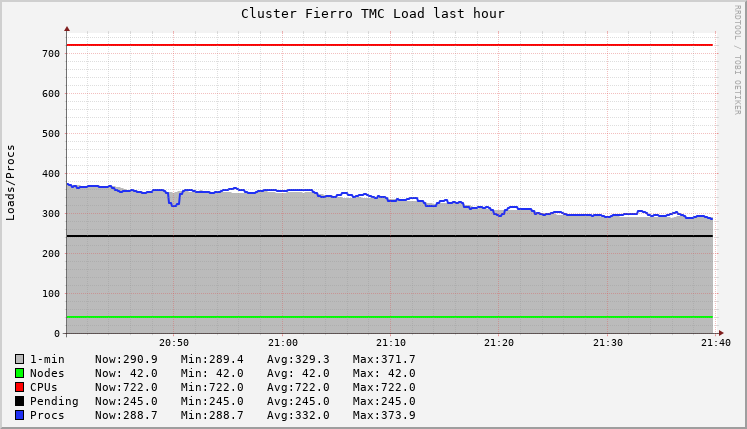 Cluster Fierro TMC Load last hour
RRDTOOL / TOBI OETIKER
Loads/Procs
700
600
500
400
300
200
100
0
20:50 21:00 21:10 21:20 21:30 21:40
1-min Now:290.9 Min:289.4 Avg:329.3 Max:371.7
Nodes Now: 42.0 Min: 42.0 Avg: 42.0 Max: 42.0
CPUs Now:722.0 Min:722.0 Avg:722.0 Max:722.0
Pending Now:245.0 Min:245.0 Avg:245.0 Max:245.0
Procs Now:288.7 Min:288.7 Avg:332.0 Max:373.9